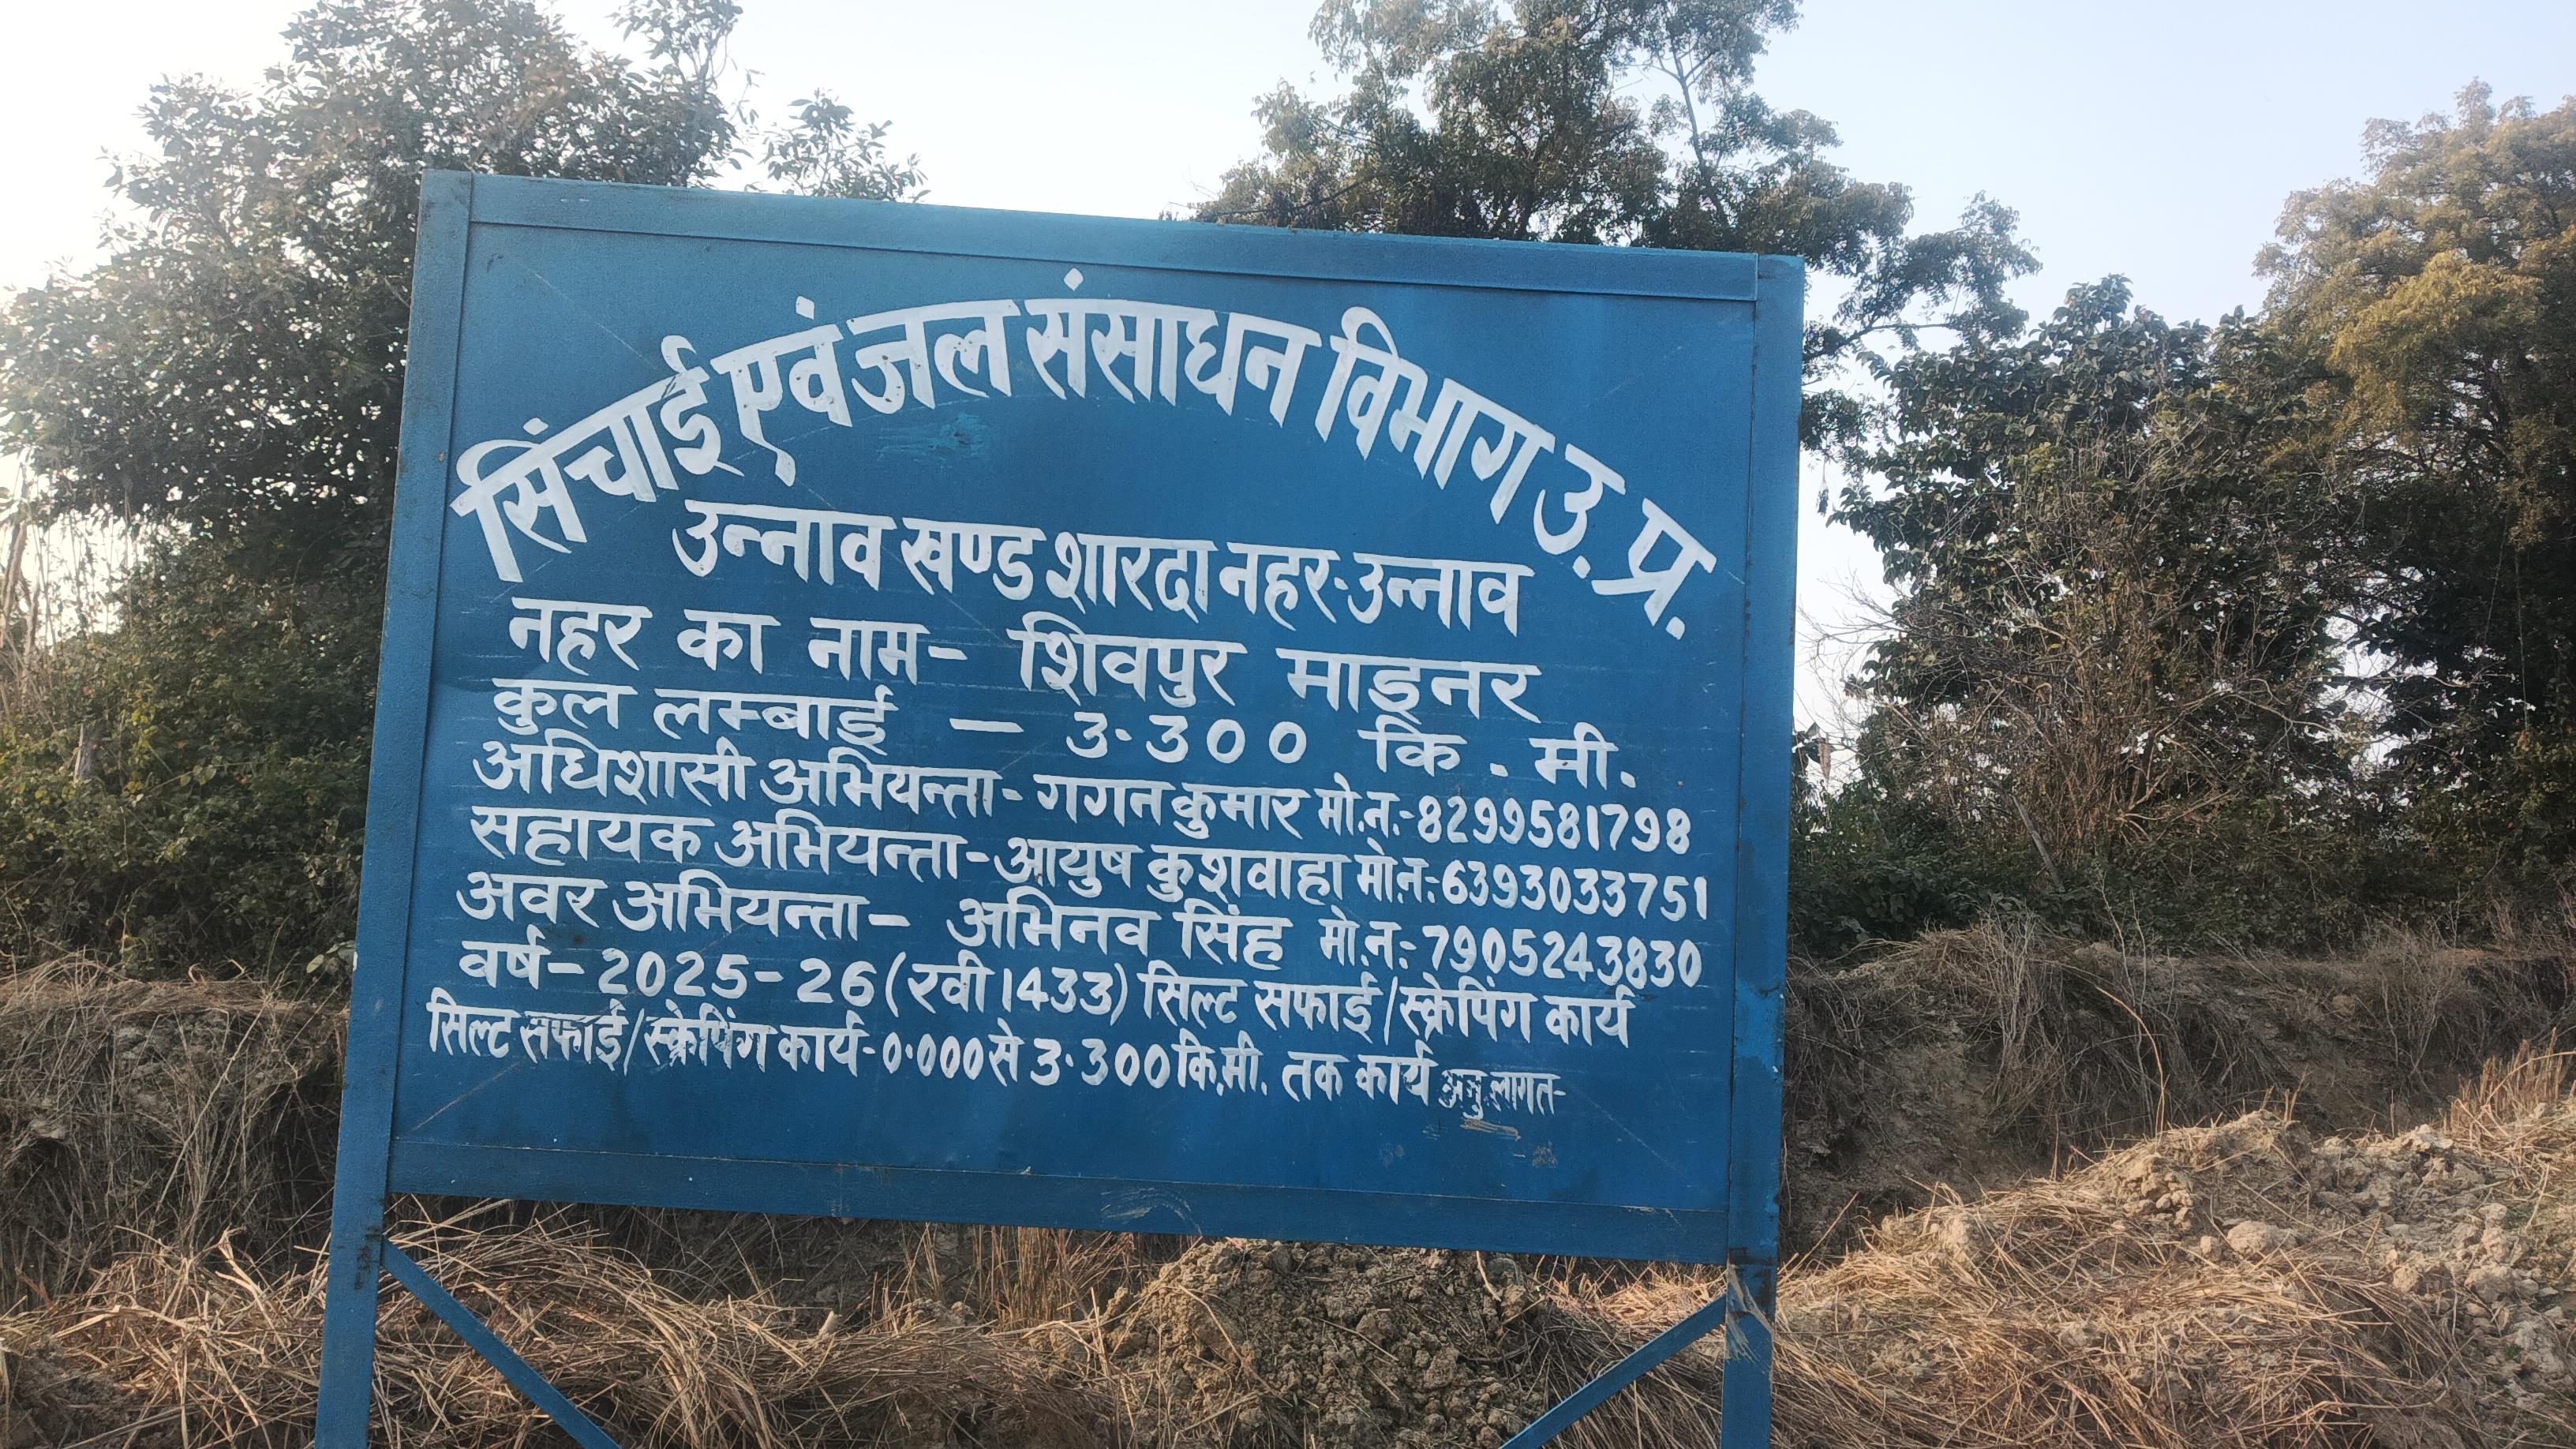 सिंचाई एवं जल संसाधन विभाग उ.प्र.
उन्नाव खण्ड शारदा नहर-उन्नाव
नहर का नाम- शिवपुर माइनर
कुल लम्बाई - 3.300 कि.मी.
अधिशासी अभियन्ता- गगन कुमार मो.न.-8299581798
सहायक अभियन्ता-आयुष कुशवाहा मो.न.-6393033751
अवर अभियन्ता- अभिनव सिंह मो.न.-7905243830
वर्ष- 2025-26 (रवी 1433) सिल्ट सफाई/स्क्रेपिंग कार्य
सिल्ट सफाई/स्क्रेपिंग कार्य-0.000 से 3.300 कि.मी. तक कार्य अनु.लागत-